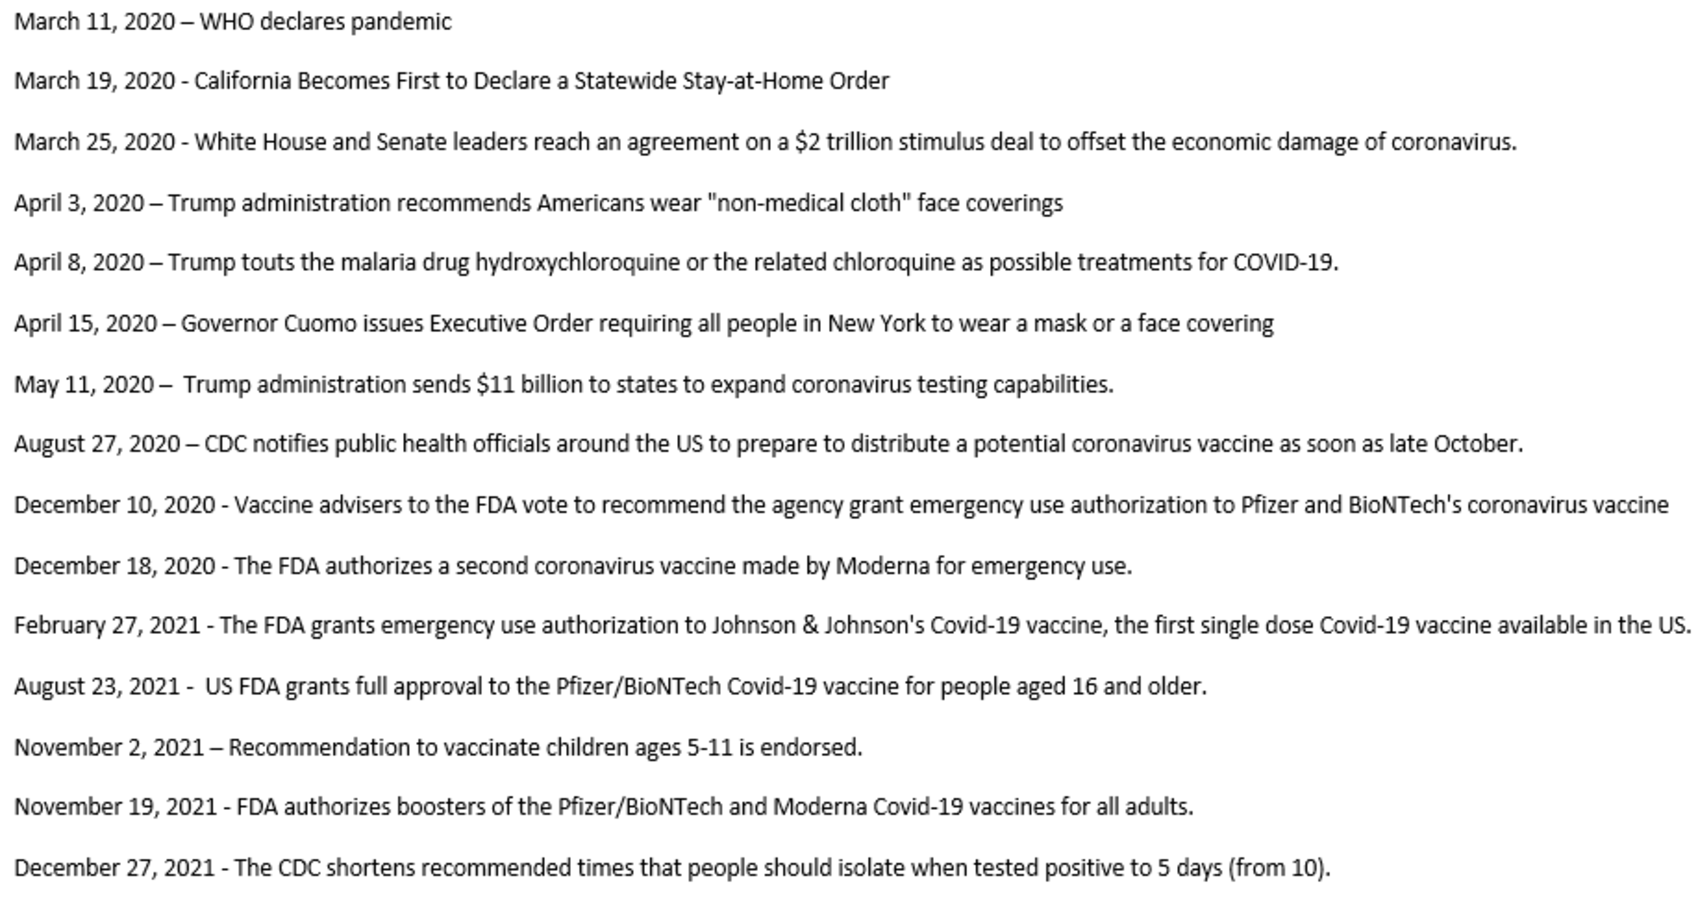 March 11, 2020 – WHO declares pandemic
March 19, 2020 - California Becomes First to Declare a Statewide Stay-at-Home Order
March 25, 2020 - White House and Senate leaders reach an agreement on a $2 trillion stimulus deal to offset the economic damage of coronavirus.
April 3, 2020 – Trump administration recommends Americans wear "non-medical cloth" face coverings
April 8, 2020 – Trump touts the malaria drug hydroxychloroquine or the related chloroquine as possible treatments for COVID-19.
April 15, 2020 – Governor Cuomo issues Executive Order requiring all people in New York to wear a mask or a face covering
May 11, 2020 –  Trump administration sends $11 billion to states to expand coronavirus testing capabilities.
August 27, 2020 – CDC notifies public health officials around the US to prepare to distribute a potential coronavirus vaccine as soon as late October.
December 10, 2020 - Vaccine advisers to the FDA vote to recommend the agency grant emergency use authorization to Pfizer and BioNTech's coronavirus vaccine
December 18, 2020 - The FDA authorizes a second coronavirus vaccine made by Moderna for emergency use.
February 27, 2021 - The FDA grants emergency use authorization to Johnson & Johnson's Covid-19 vaccine, the first single dose Covid-19 vaccine available in the US.
August 23, 2021 -  US FDA grants full approval to the Pfizer/BioNTech Covid-19 vaccine for people aged 16 and older.
November 2, 2021 – Recommendation to vaccinate children ages 5-11 is endorsed.
November 19, 2021 - FDA authorizes boosters of the Pfizer/BioNTech and Moderna Covid-19 vaccines for all adults.
December 27, 2021 - The CDC shortens recommended times that people should isolate when tested positive to 5 days (from 10).